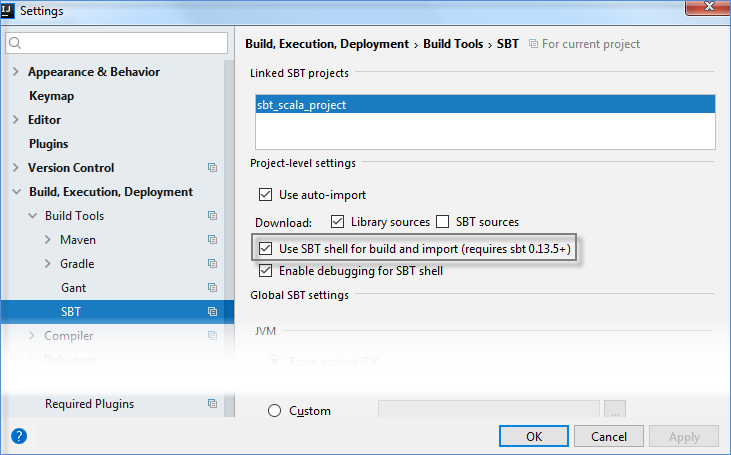 Settings
Build, Execution, Deployment › Build Tools › SBT For current project
Appearance & Behavior
Keymap
Editor
Plugins
Version Control
Build, Execution, Deployment
Build Tools
Maven
Gradle
Gant
SBT
Compiler
Debugger
Required Plugins
Linked SBT projects
sbt_scala_project
Project-level settings
Use auto-import
Download: Library sources SBT sources
Use SBT shell for build and import (requires sbt 0.13.5+)
Enable debugging for SBT shell
Global SBT settings
JVM
From project JDK
Custom ...
? OK Cancel Apply